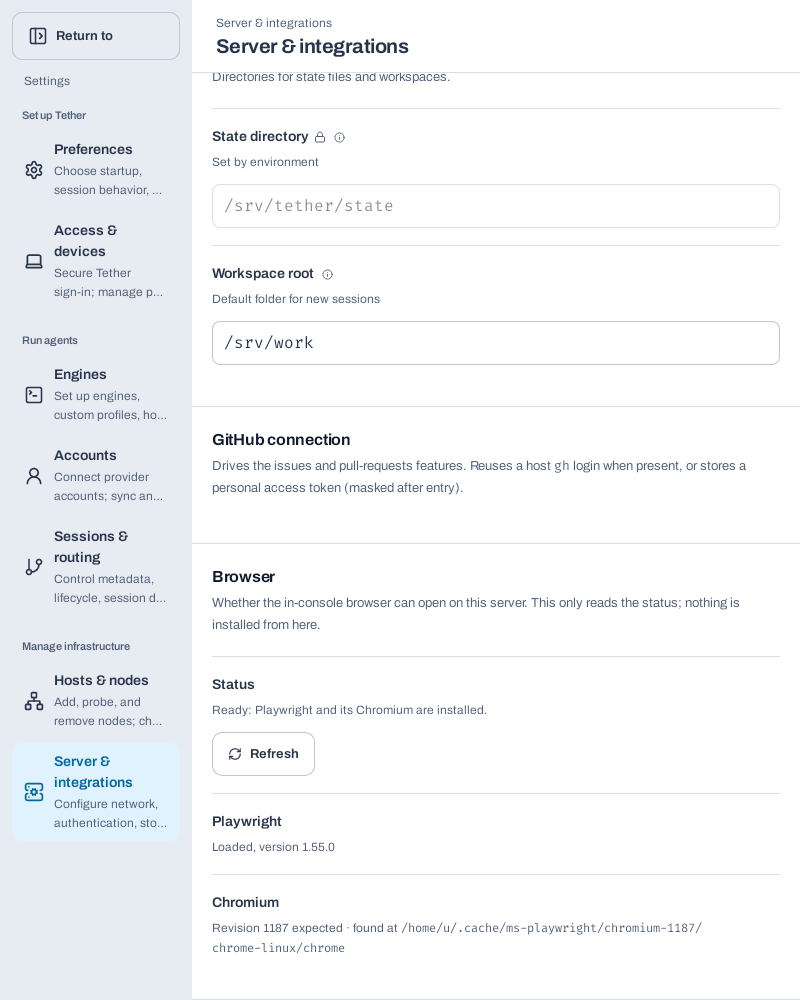 Return to
Settings
Set up Tether
Preferences
Choose startup,
session behavior, ...
Access &
devices
Secure Tether
sign-in; manage p...
Run agents
Engines
Set up engines,
custom profiles, ho...
Accounts
Connect provider
accounts; sync an...
Sessions &
routing
Control metadata,
lifecycle, session d...
Manage infrastructure
Hosts & nodes
Add, probe, and
remove nodes; ch...
Server &
integrations
Configure network,
authentication, sto...
Server & integrations
Server & integrations
Directories for state files and workspaces.
State directory
Set by environment
/srv/tether/state
Workspace root
Default folder for new sessions
/srv/work
GitHub connection
Drives the issues and pull-requests features. Reuses a host gh login when present, or stores a
personal access token (masked after entry).
Browser
Whether the in-console browser can open on this server. This only reads the status; nothing is
installed from here.
Status
Ready: Playwright and its Chromium are installed.
Refresh
Playwright
Loaded, version 1.55.0
Chromium
Revision 1187 expected · found at /home/u/.cache/ms-playwright/chromium-1187/
chrome-linux/chrome